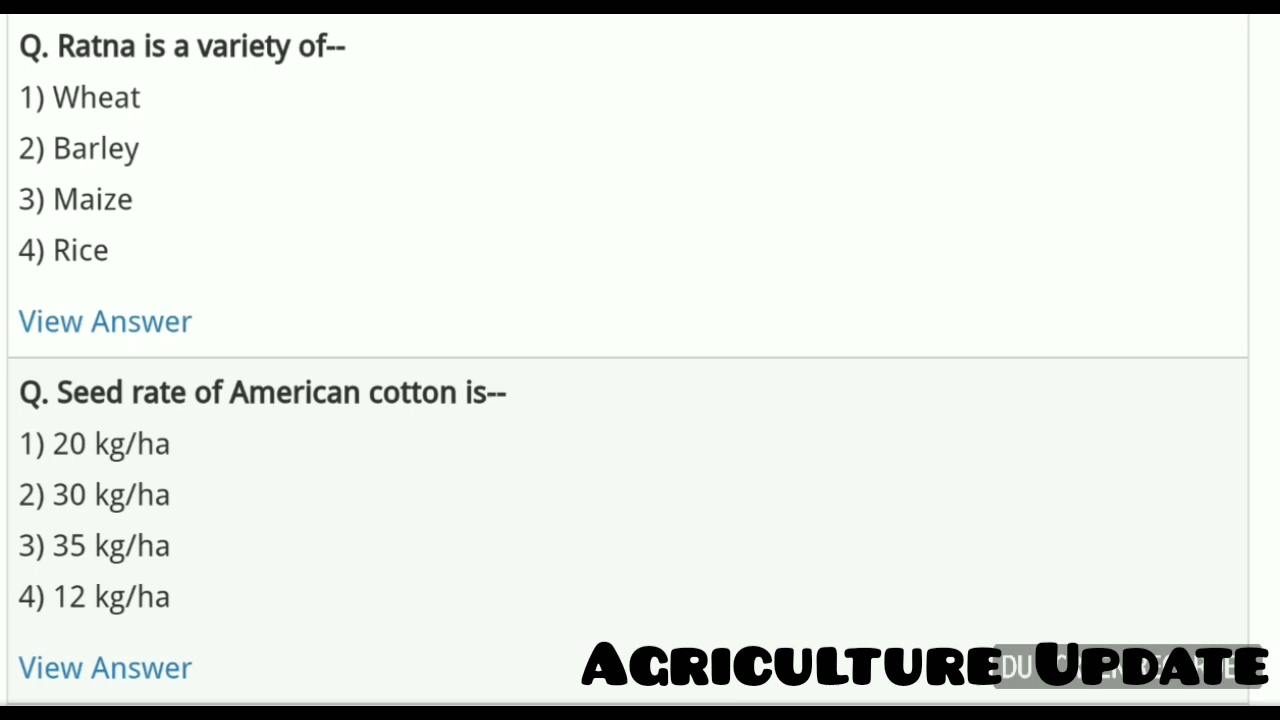 Q. Ratna is a variety of--
1) Wheat
2) Barley
3) Maize
4) Rice
View Answer
Q. Seed rate of American cotton is--
1) 20 kg/ha
2) 30 kg/ha
3) 35 kg/ha
4) 12 kg/ha
View Answer
AGRICULTURE UPDATE